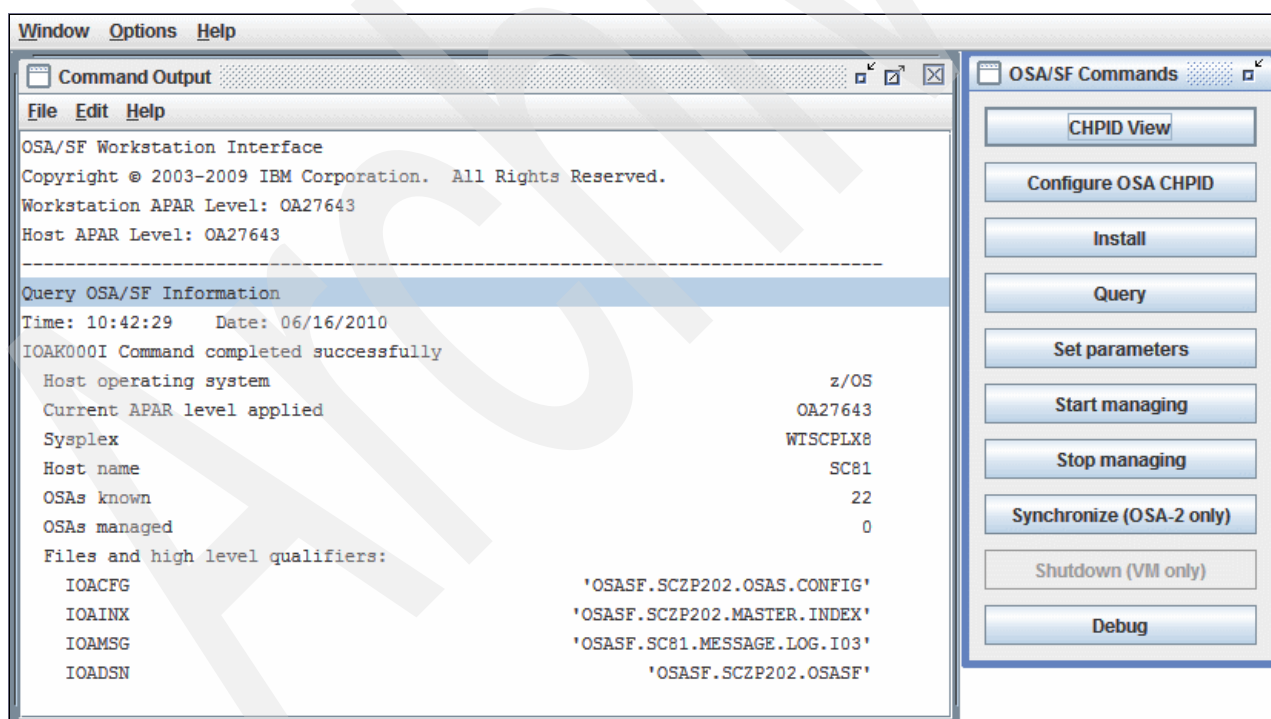 Window Options Help
Command Output
File Edit Help
OSA/SF Workstation Interface
Copyright © 2003-2009 IBM Corporation. All Rights Reserved.
Workstation APAR Level: OA27643
Host APAR Level: OA27643
--------------------------------------------------------------------------------
Query OSA/SF Information
Time: 10:42:29 Date: 06/16/2010
IOAK000I Command completed successfully
Host operating system z/OS
Current APAR level applied OA27643
Sysplex WTSCPLX8
Host name SC81
OSAs known 22
OSAs managed 0
Files and high level qualifiers:
IOACFG 'OSASF.SCZP202.OSAS.CONFIG'
IOAINX 'OSASF.SCZP202.MASTER.INDEX'
IOAMSG 'OSASF.SC81.MESSAGE.LOG.I03'
IOADSN 'OSASF.SCZP202.OSASF'
OSA/SF Commands
CHPID View
Configure OSA CHPID
Install
Query
Set parameters
Start managing
Stop managing
Synchronize (OSA-2 only)
Shutdown (VM only)
Debug